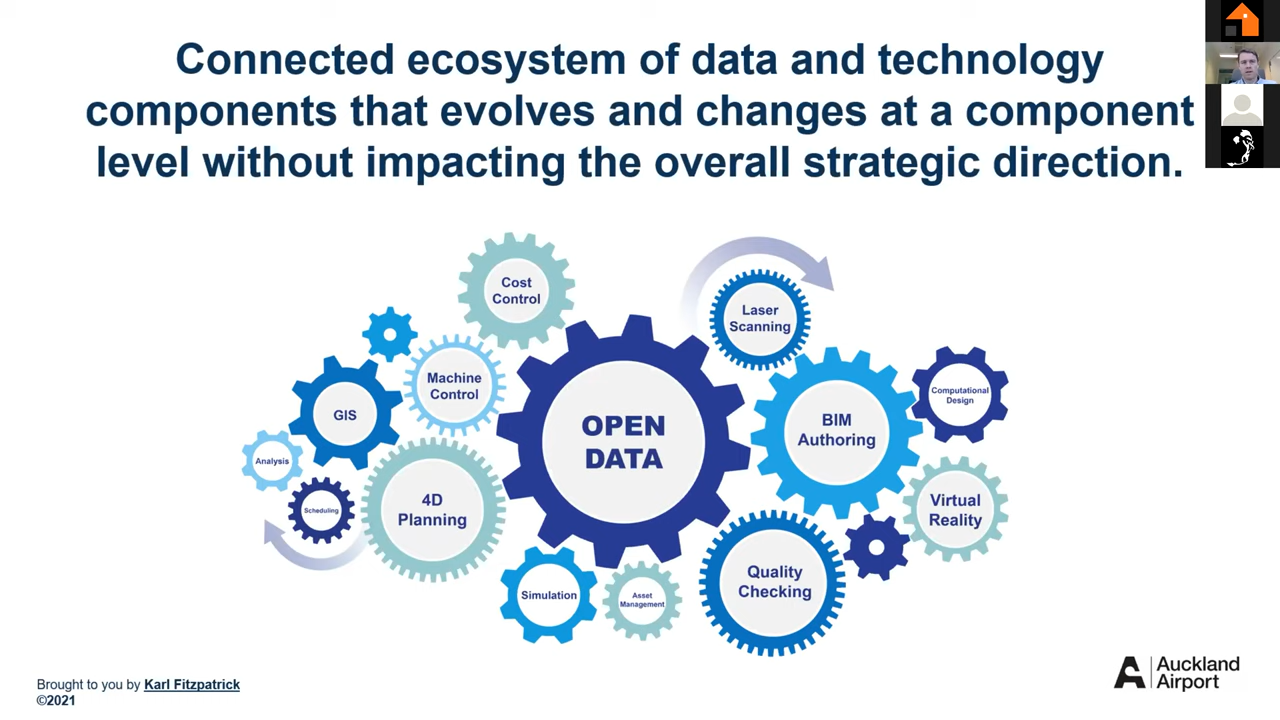 Connected ecosystem of data and technology
components that evolves and changes at a component
level without impacting the overall strategic direction.
Cost
Control
Laser
Scanning
Machine
Control
GIS
Computational
Design
BIM
Authoring
OPEN
DATA
Analysis
Scheduling
4D
Planning
Virtual
Reality
Quality
Checking
Simulation
Asset
Management
Auckland
Airport
Brought to you by Karl Fitzpatrick
©2021